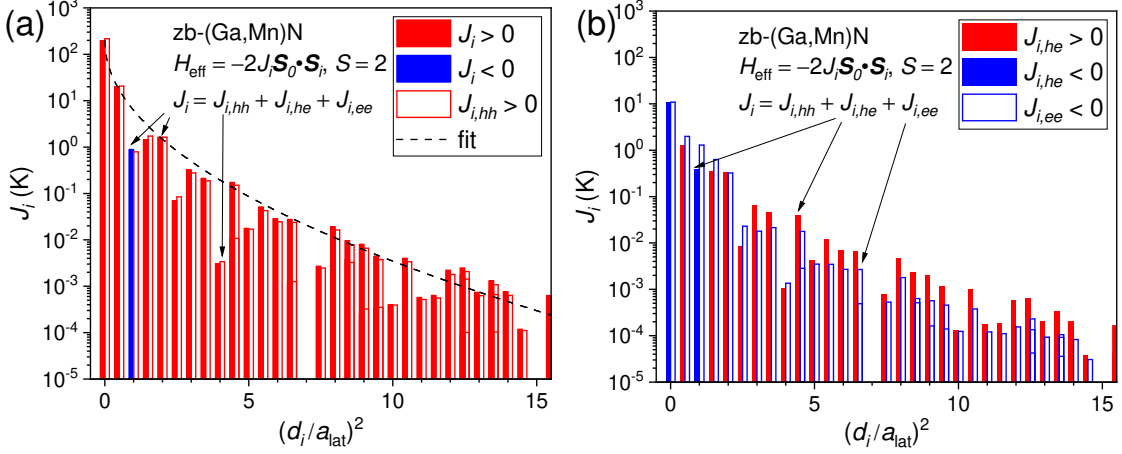 (a)
zb-(Ga,Mn)N
H_eff = −2J_i S_0•S_i, S = 2
J_i = J_i,hh + J_i,he + J_i,ee
J_i > 0
J_i < 0
J_i,hh > 0
fit
J_i (K)
10^3
10^2
10^1
10^0
10^-1
10^-2
10^-3
10^-4
10^-5
0 5 10 15
(d_i/a_lat)^2
(b)
zb-(Ga,Mn)N
H_eff = −2J_i S_0•S_i, S = 2
J_i = J_i,hh + J_i,he + J_i,ee
J_i,he > 0
J_i,he < 0
J_i,ee < 0
J_i (K)
10^3
10^2
10^1
10^0
10^-1
10^-2
10^-3
10^-4
10^-5
0 5 10 15
(d_i/a_lat)^2